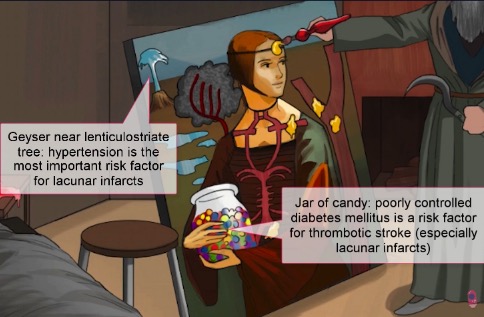 Geyser near lenticulostriate
tree: hypertension is the
most important risk factor
for lacunar infarcts
Jar of candy: poorly controlled
diabetes mellitus is a risk factor
for thrombotic stroke (especially
lacunar infarcts)